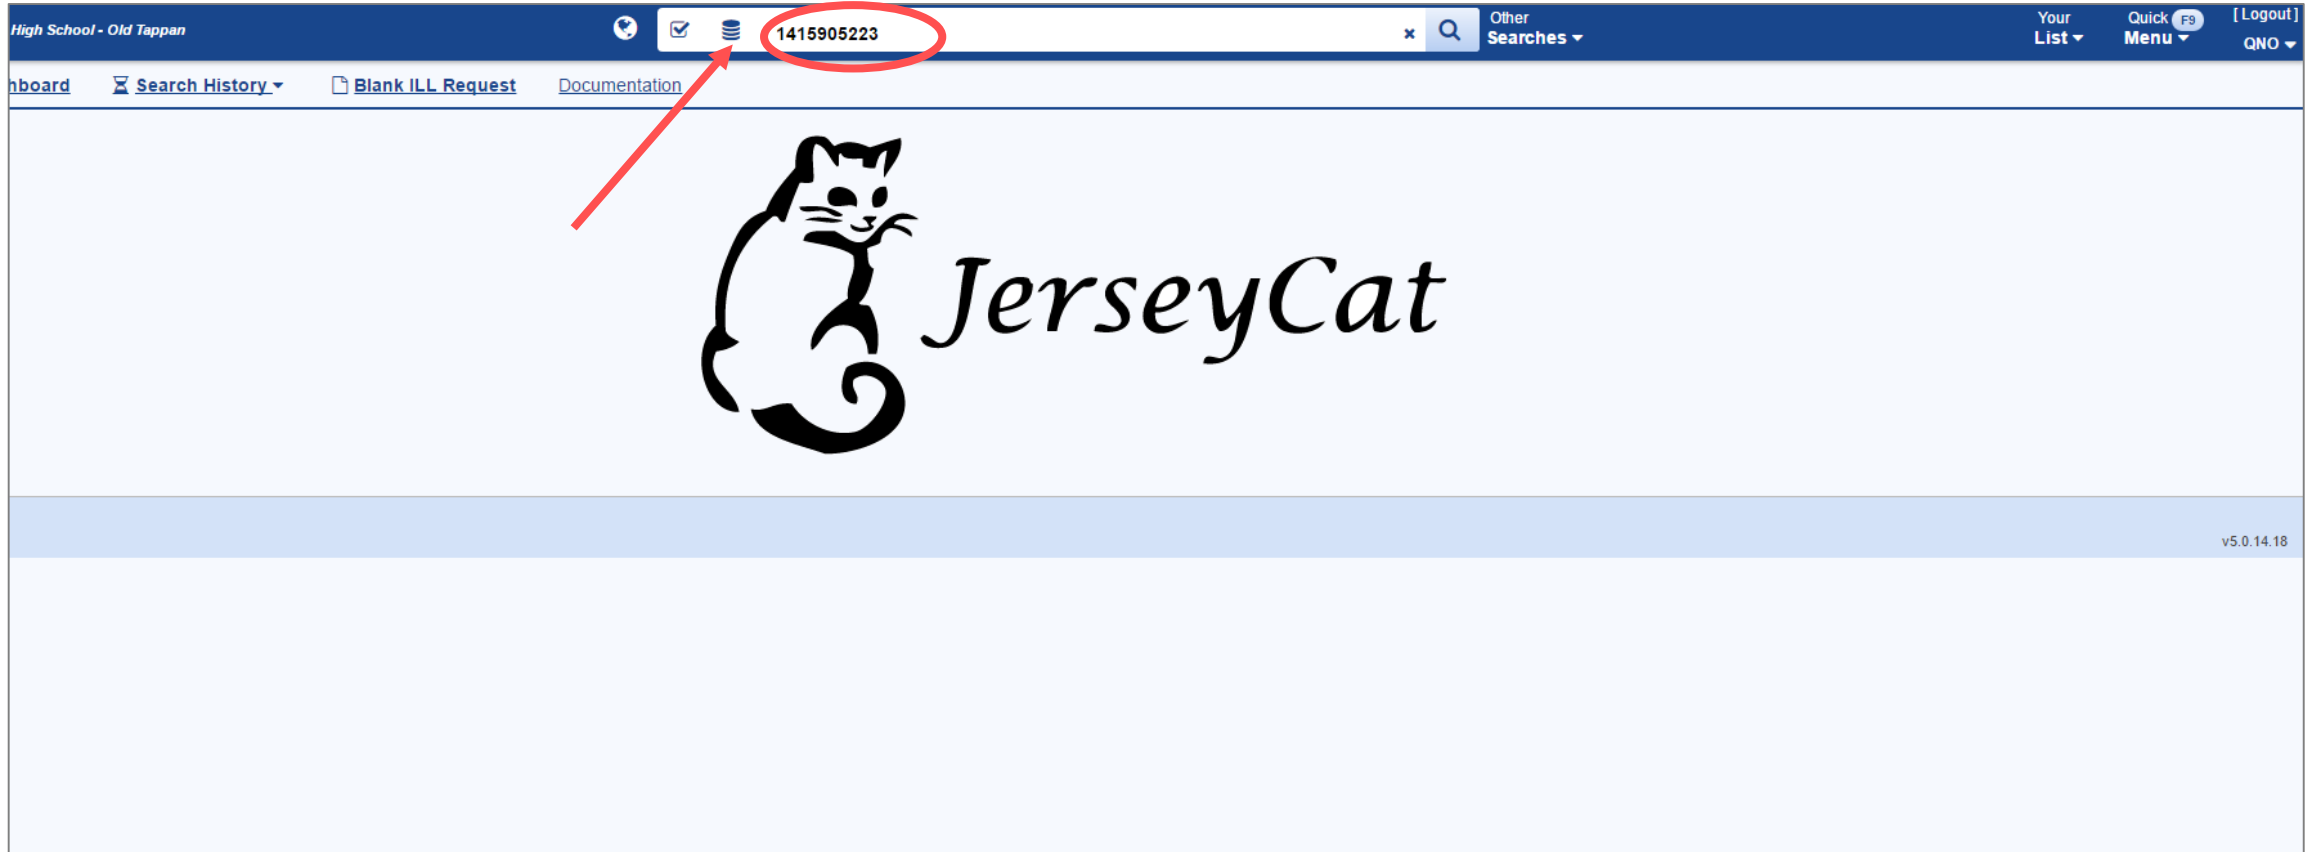 High School - Old Tappan
1415905223
Other
Searches
Your
List
Quick F9
Menu
[ Logout ]
QNO
hboard
Search History
Blank ILL Request
Documentation
JerseyCat
v5.0.14.18